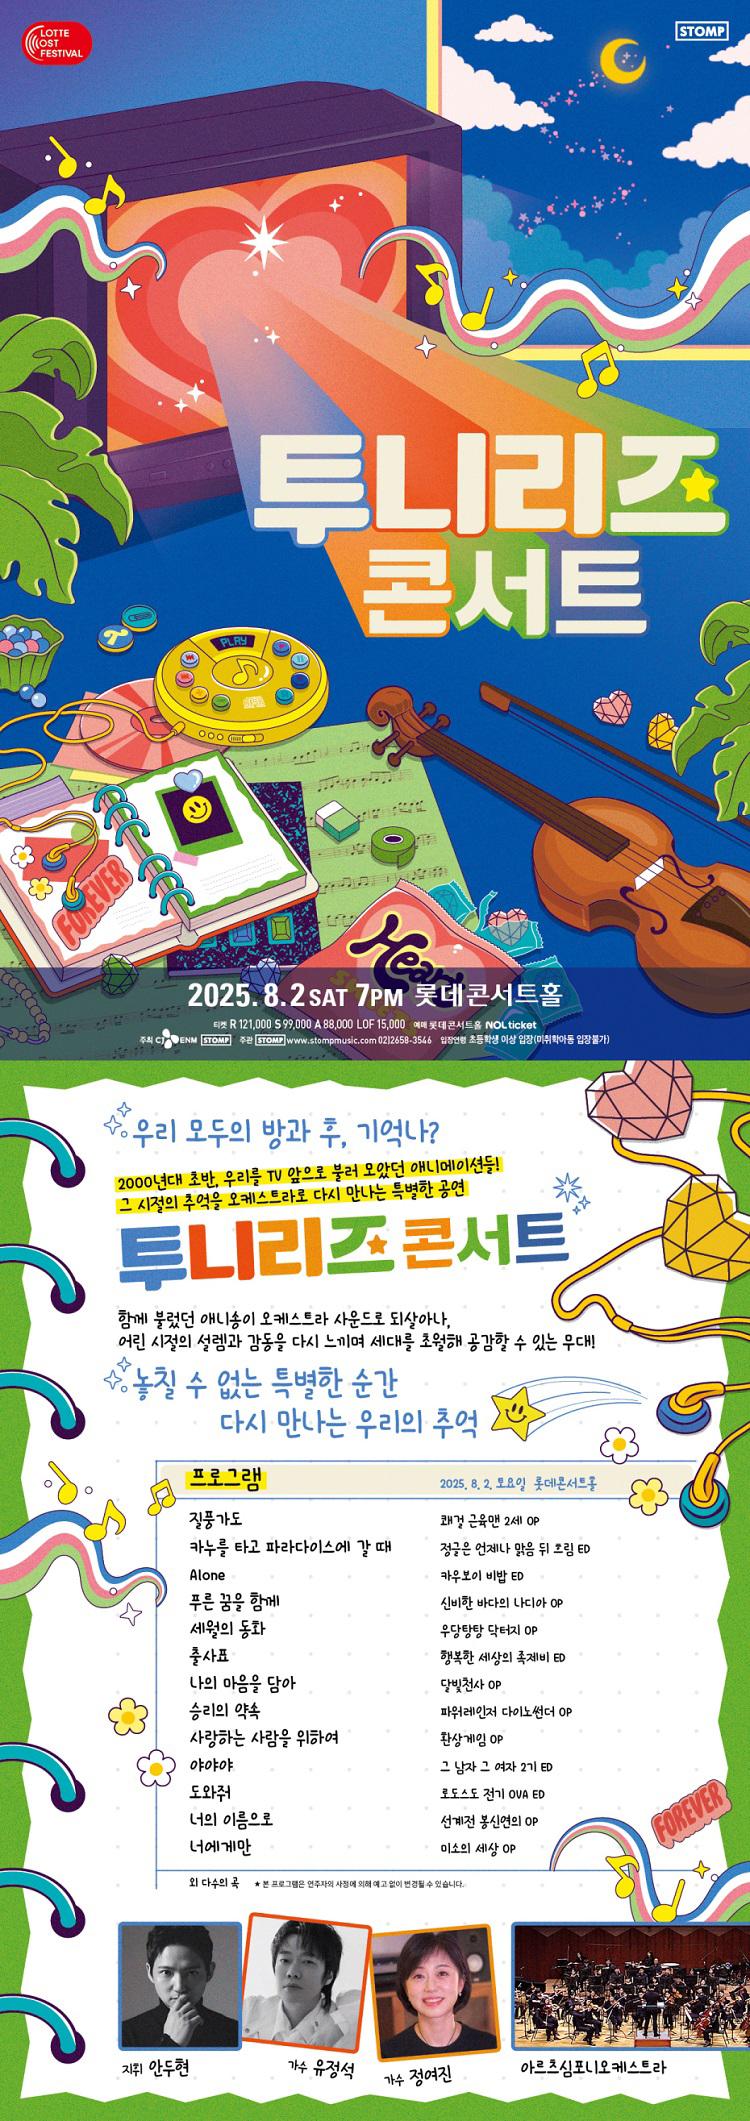 LOTTE
OST
FESTIVAL
STOMP
투니리즈
콘서트
PLAY
FOREVER
Heart
2025. 8. 2 SAT 7PM 롯데콘서트홀
티켓 R 121,000 S 99,000 A 88,000 LOF 15,000 예매 롯데콘서트홀 NOL ticket
주최 CJ ENM STOMP 주관 STOMP www.stompmusic.com 02)2658-3546 입장연령 초등학생 이상 입장(미취학아동 입장불가)
우리 모두의 방과 후, 기억나?
2000년대 초반, 우리를 TV 앞으로 불러 모았던 애니메이션들!
그 시절의 추억을 오케스트라로 다시 만나는 특별한 공연
투니리즈 콘서트
함께 불렀던 애니송이 오케스트라 사운드로 되살아나,
어린 시절의 설렘과 감동을 다시 느끼며 세대를 초월해 공감할 수 있는 무대!
놓칠 수 없는 특별한 순간
다시 만나는 우리의 추억
프로그램 2025. 8. 2. 토요일 롯데콘서트홀
질풍가도 쾌걸 근육맨 2세 OP
카누를 타고 파라다이스에 갈 때 정글은 언제나 맑음 뒤 흐림 ED
Alone 카우보이 비밥 ED
푸른 꿈을 함께 신비한 바다의 나디아 OP
세월의 동화 우당탕탕 닥터지 OP
출사표 행복한 세상의 족제비 ED
나의 마음을 담아 달빛천사 OP
승리의 약속 파워레인저 다이노썬더 OP
사랑하는 사람을 위하여 환상게임 OP
야야야 그 남자 그 여자 2기 ED
도와줘 로도스도 전기 OVA ED
너의 이름으로 선계전 봉신연의 OP
너에게만 미소의 세상 OP
FOREVER
외 다수의 곡 ★ 본 프로그램은 연주자의 사정에 의해 예고 없이 변경될 수 있습니다.
지휘 안두현
가수 유정석
가수 정여진
아르츠심포니오케스트라